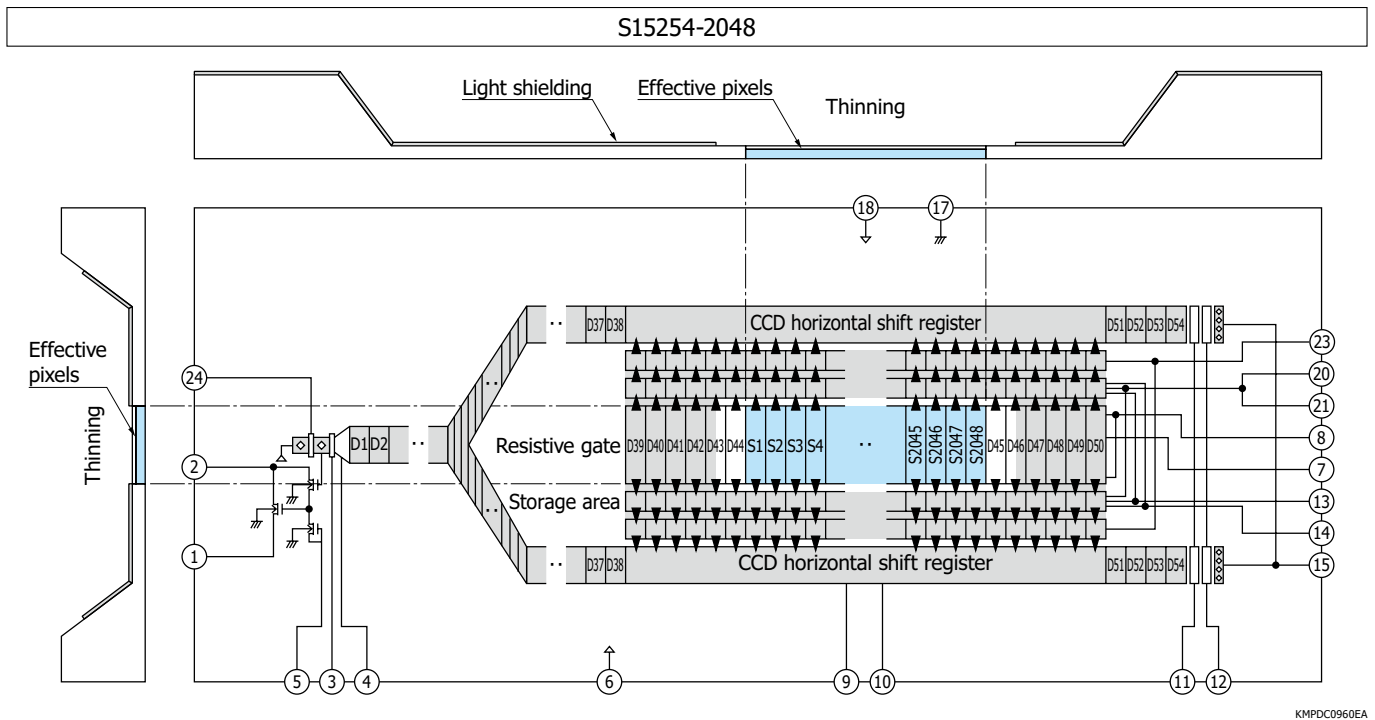 S15254-2048
Light shielding
Effective pixels
Thinning
18
17
D37 D38
CCD horizontal shift register
D51 D52 D53 D54
Effective
pixels
Thinning
24
2
1
D1 D2
Resistive gate
D39 D40 D41 D42 D43 D44 S1 S2 S3 S4
S2045 S2046 S2047 S2048 D45 D46 D47 D48 D49 D50
Storage area
23
20
21
8
7
13
14
15
D37 D38
CCD horizontal shift register
D51 D52 D53 D54
5
3
4
6
9
10
11
12
KMPDC0960EA